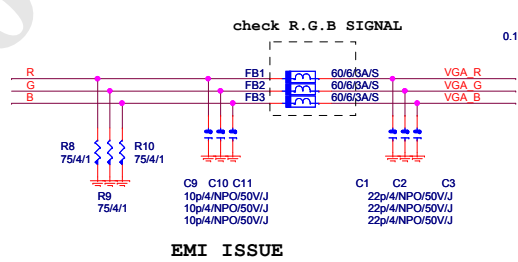 check R.G.B SIGNAL
0.1
R FB1 60/6/3A/S VGA_R
G FB2 60/6/3A/S VGA_G
B FB3 60/6/3A/S VGA_B
R8 R10
75/4/1 75/4/1
R9
75/4/1
C9 C10 C11 C1 C2 C3
10p/4/NPO/50V/J 22p/4/NPO/50V/J
10p/4/NPO/50V/J 22p/4/NPO/50V/J
10p/4/NPO/50V/J 22p/4/NPO/50V/J
EMI ISSUE